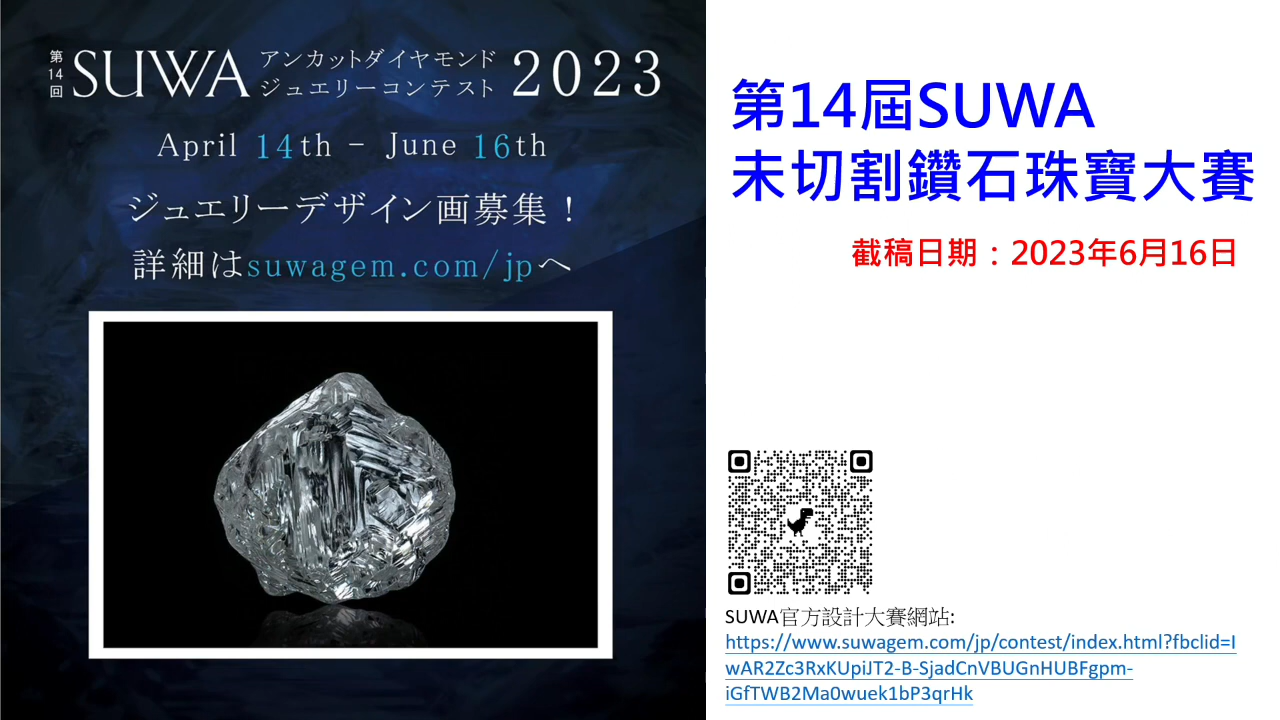 第14回 SUWA アンカットダイヤモンド ジュエリーコンテスト 2023
April 14th – June 16th
ジュエリーデザイン画募集！
詳細はsuwagem.com/jpへ
第14屆SUWA
未切割鑽石珠寶大賽
截稿日期：2023年6月16日
SUWA官方設計大賽網站:
https://www.suwagem.com/jp/contest/index.html?fbclid=I
wAR2Zc3RxKUpiJT2-B-SjadCnVBUGnHUBFgpm-
iGfTWB2Ma0wuek1bP3qrHk